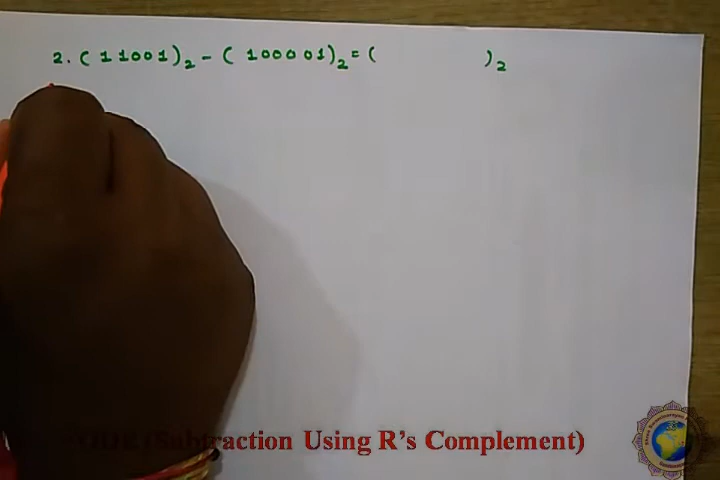 2. (11001)₂ - (100001)₂ = ( )₂
(Subtraction Using R's Complement)